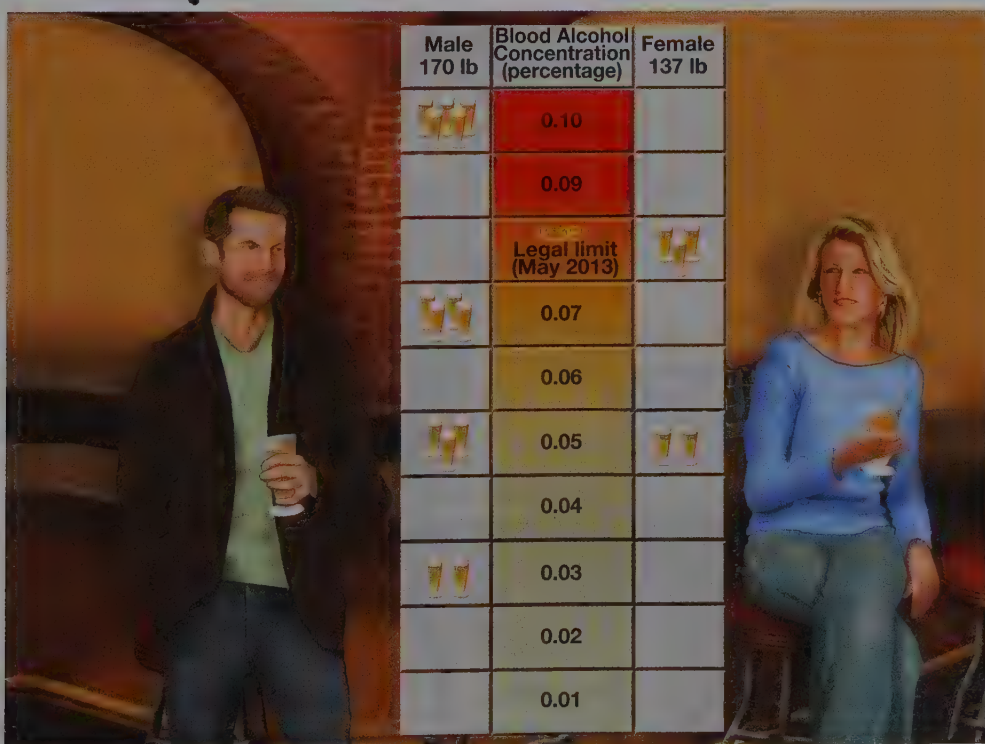 Male
170 lb
Blood Alcohol
Concentration
(percentage)
Female
137 lb
0.10
0.09
Legal limit
(May 2013)
0.07
0.06
0.05
0.04
0.03
0.02
0.01